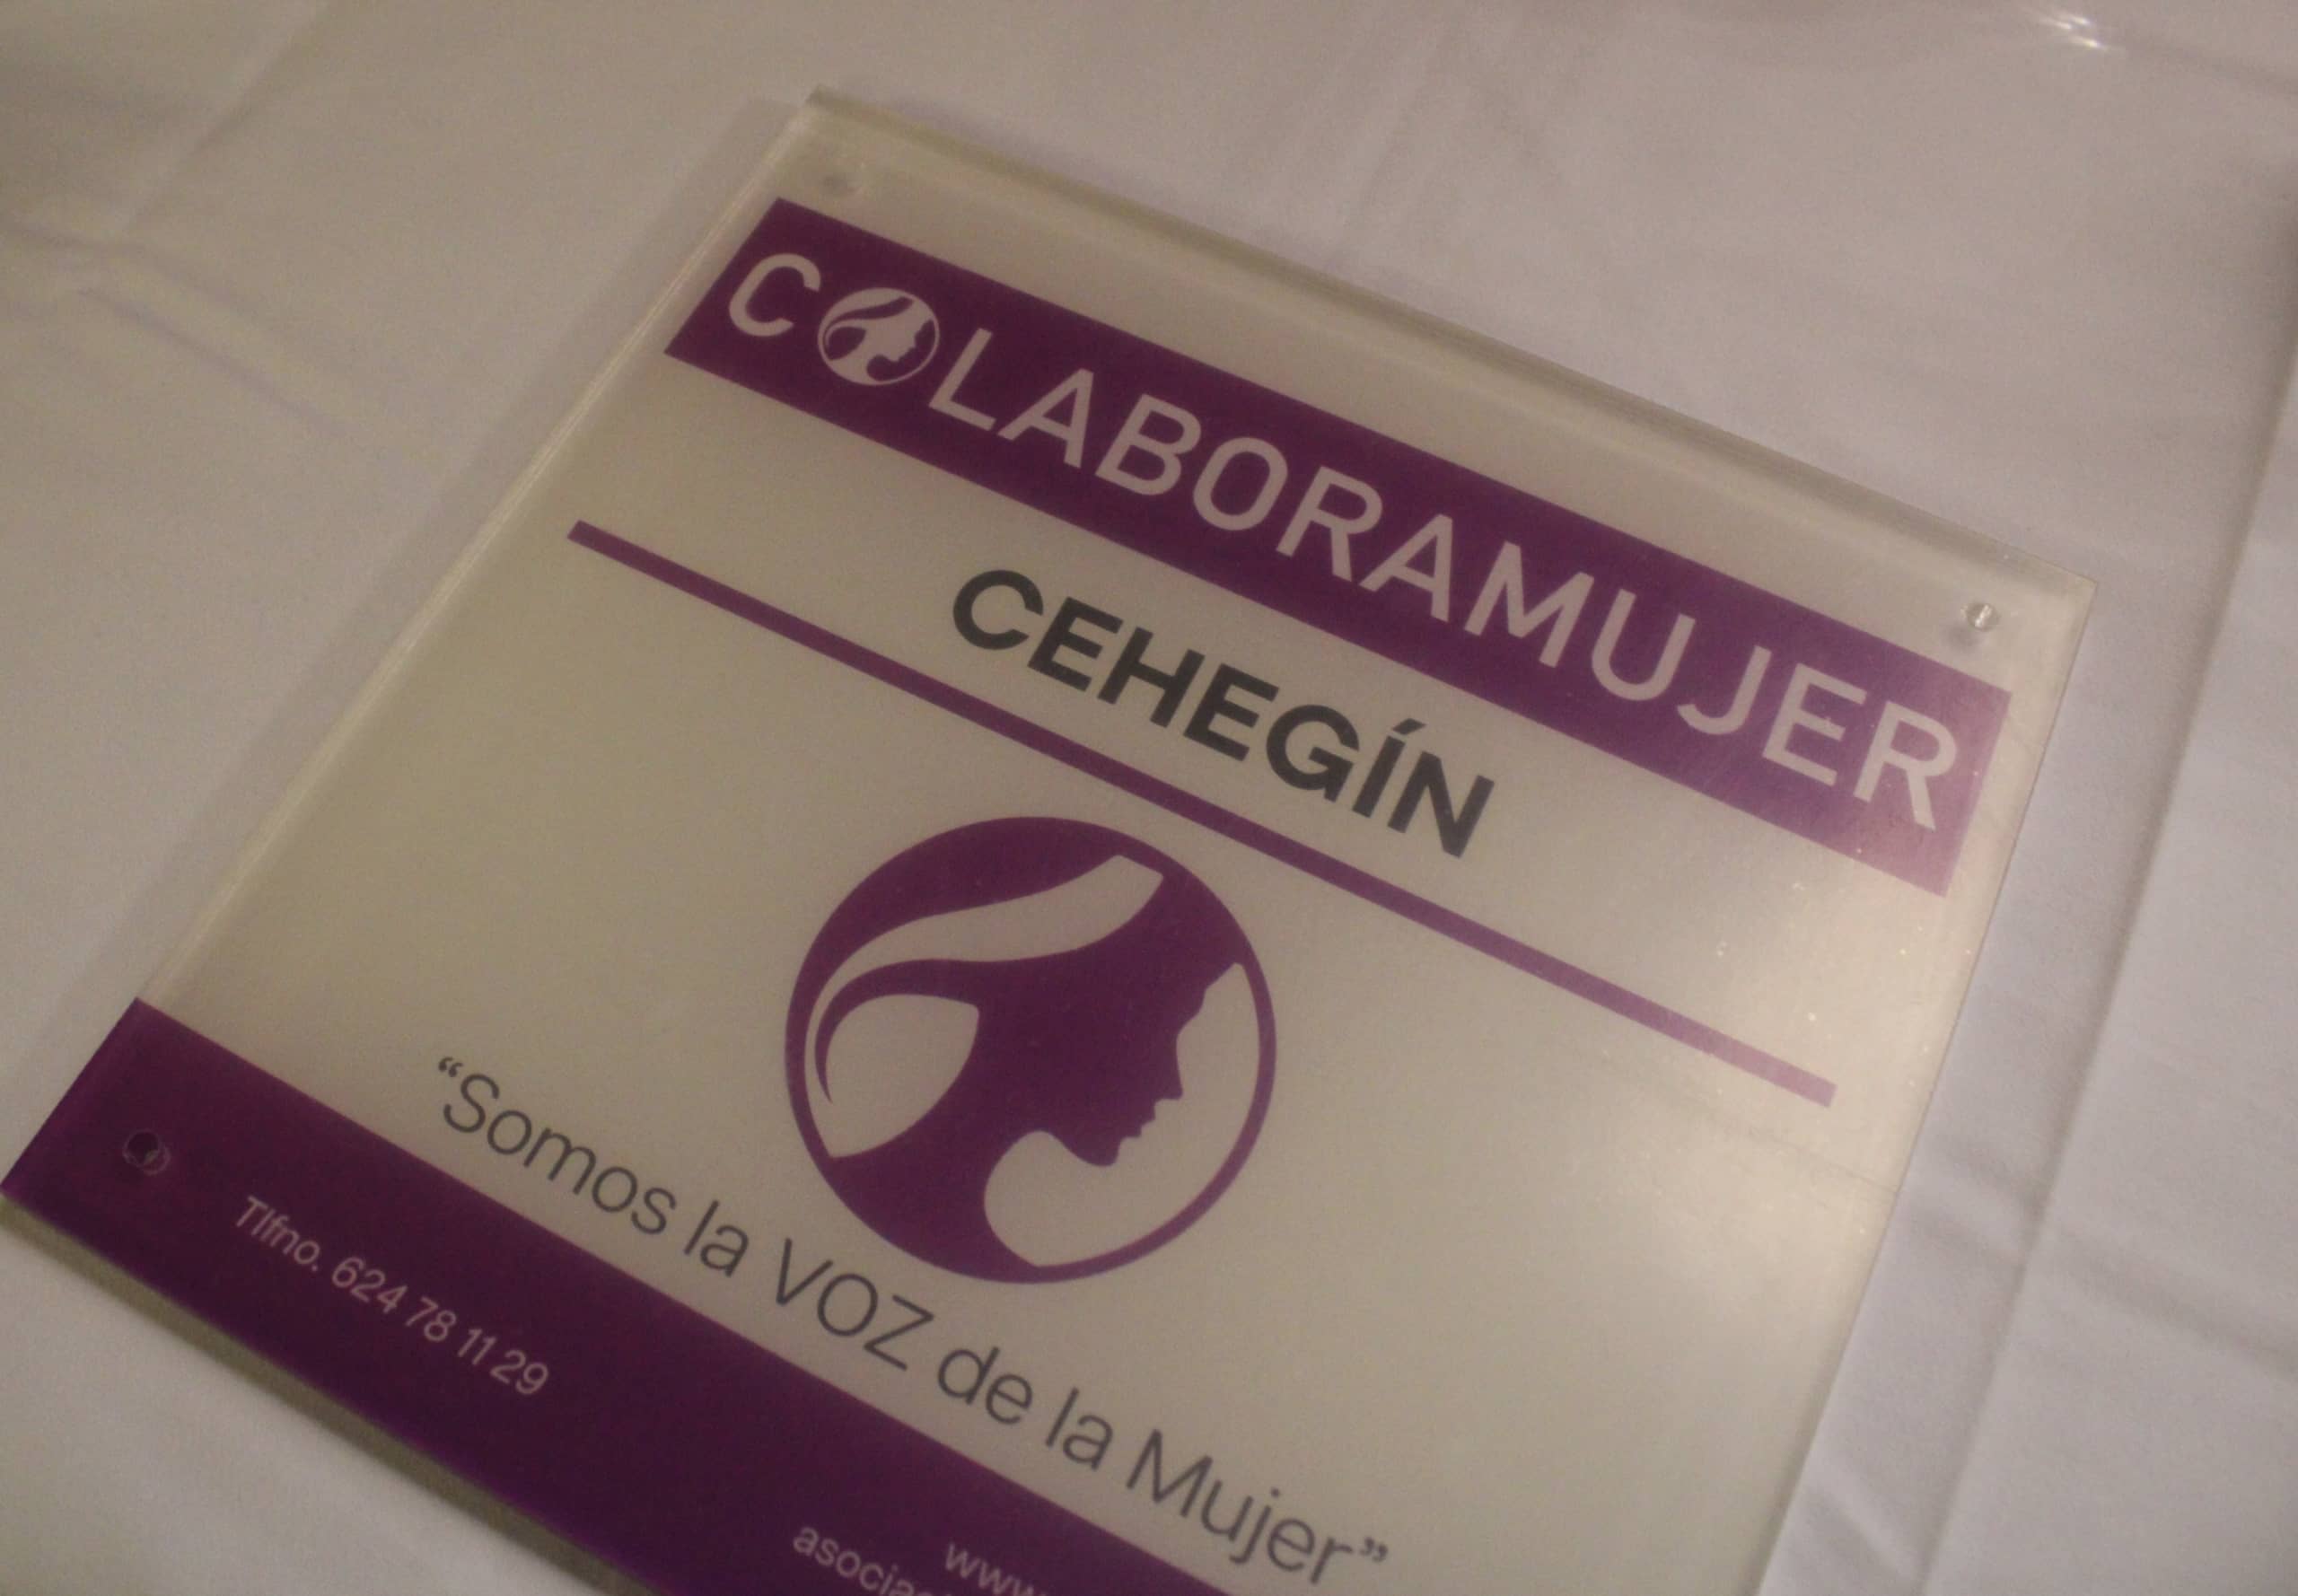 COLABORAMUJER
CEHEGÍN
“Somos la VOZ de la Mujer”
Tlfno. 624 78 11 29